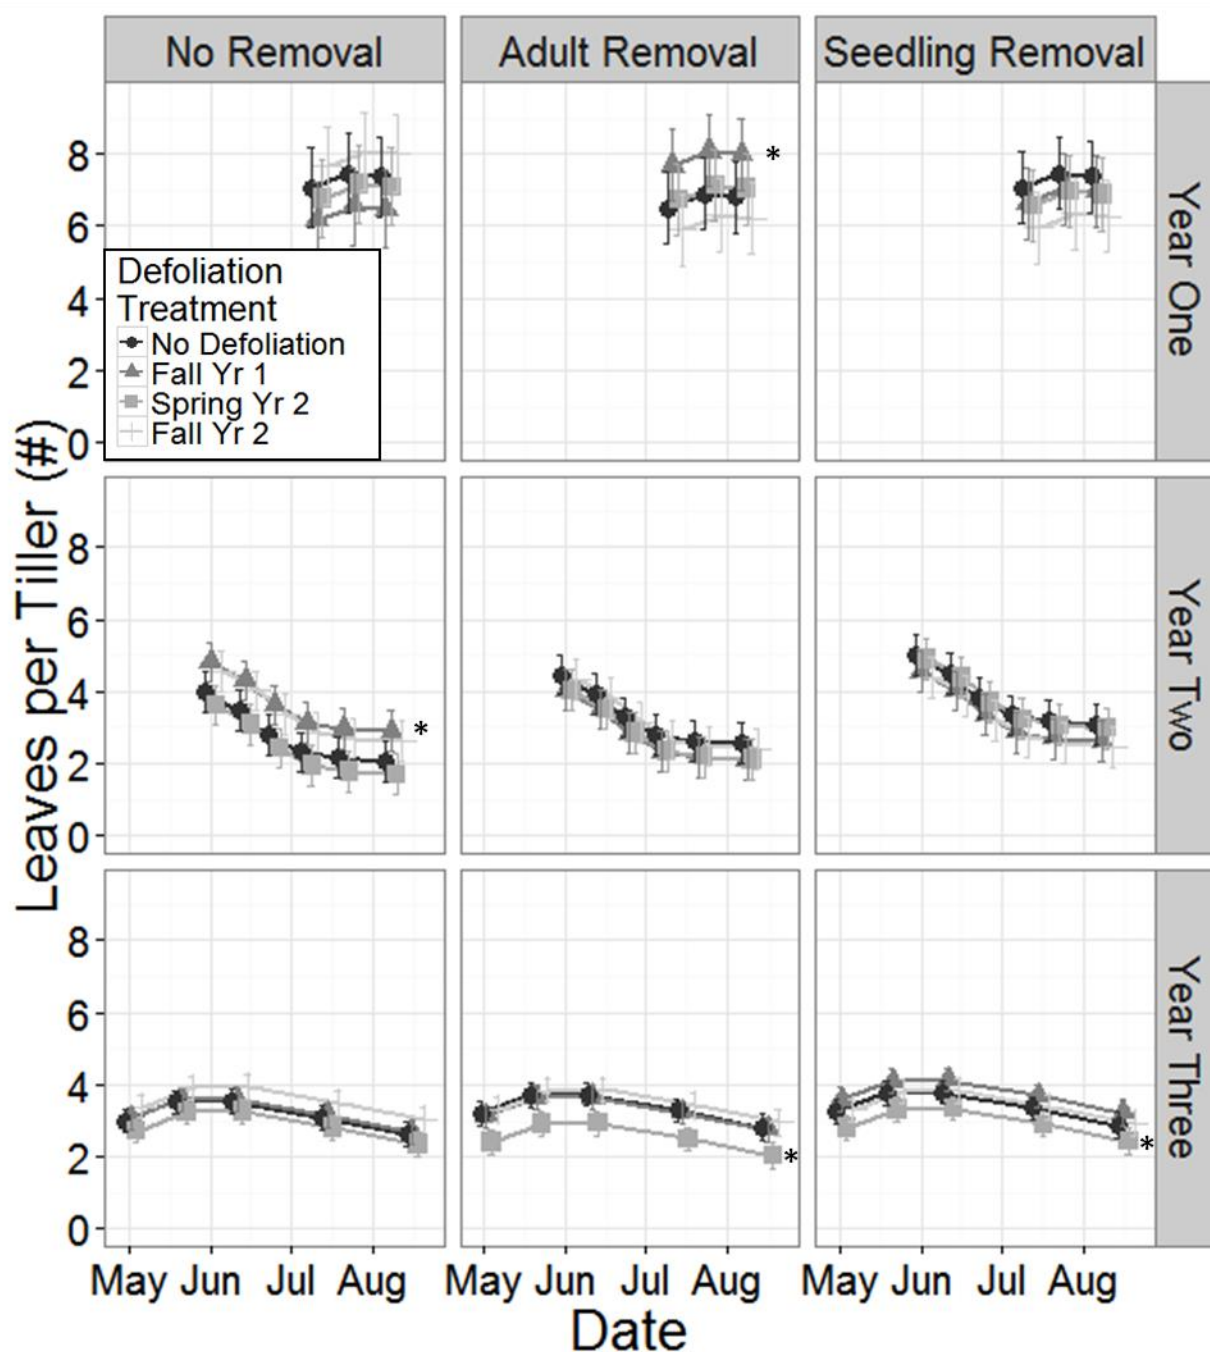 No Removal
Adult Removal
Seedling Removal
8
6
4
2
0
*
Year One
Defoliation
Treatment
No Defoliation
Fall Yr 1
Spring Yr 2
Fall Yr 2
Leaves per Tiller (#)
8
6
4
2
0
*
Year Two
8
6
4
2
0
*
*
Year Three
May Jun Jul Aug
May Jun Jul Aug
May Jun Jul Aug
Date